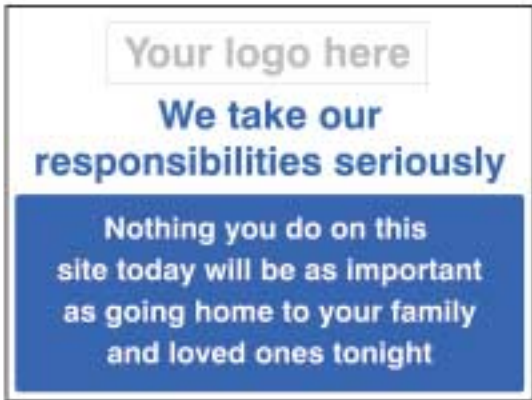 Your logo here
We take our
responsibilities seriously
Nothing you do on this
site today will be as important
as going home to your family
and loved ones tonight